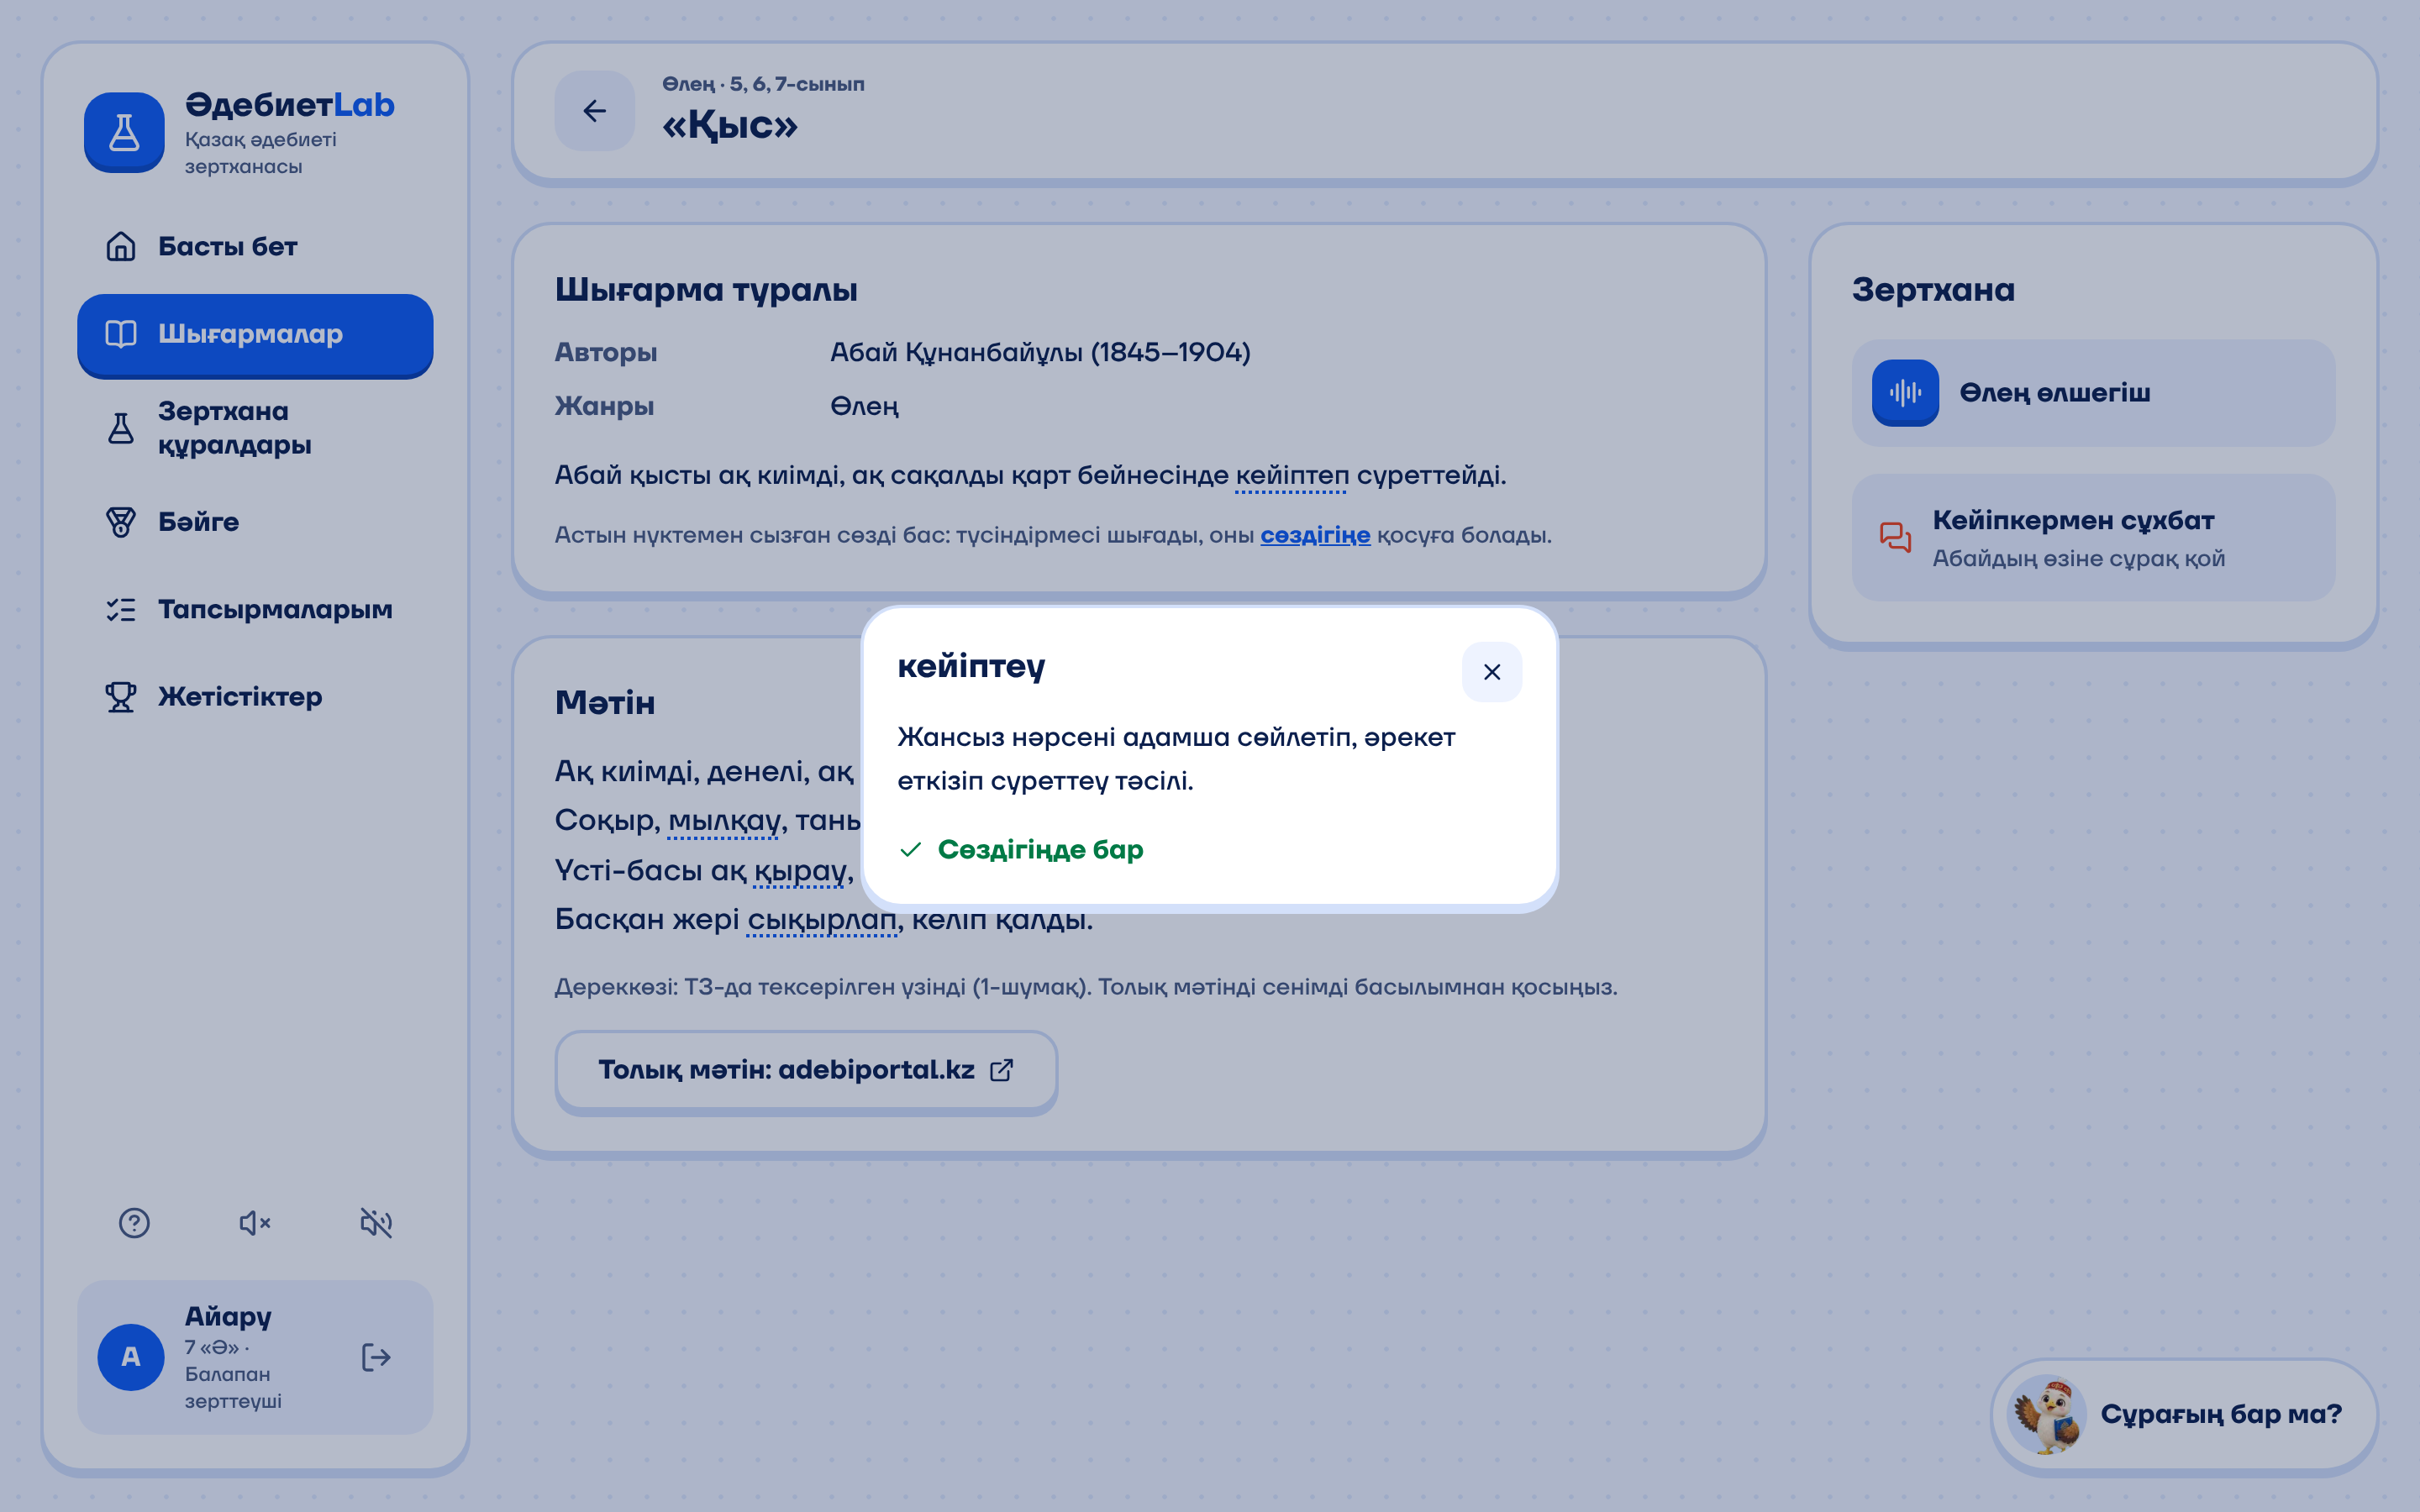 ӘдебиетLab
Қазақ әдебиеті
зертханасы
Басты бет
Шығармалар
Зертхана
құралдары
Бәйге
Тапсырмаларым
Жетістіктер
А
Айару
7 «Ә» ·
Балапан
зерттеуші
Өлең · 5, 6, 7-сынып
«Қыс»
Шығарма туралы
Авторы Абай Құнанбайұлы (1845–1904)
Жанры Өлең
Абай қысты ақ киімді, ақ сақалды қарт бейнесінде кейіптеп суреттейді.
Астын нүктемен сызған сөзді бас: түсіндірмесі шығады, оны сөздігіңе қосуға болады.
Мәтін
Ақ киімді, денелі, ақ
Соқыр, мылқау, таны
Үсті-басы ақ қырау,
Басқан жері сықырлап, келіп қалды.
Дереккөзі: ТЗ-да тексерілген үзінді (1-шумақ). Толық мәтінді сенімді басылымнан қосыңыз.
Толық мәтін: adebiportal.kz
кейіптеу
Жансыз нәрсені адамша сөйлетіп, әрекет
еткізіп суреттеу тәсілі.
Сөздігіңде бар
Зертхана
Өлең өлшегіш
Кейіпкермен сұхбат
Абайдың өзіне сұрақ қой
Сұрағың бар ма?